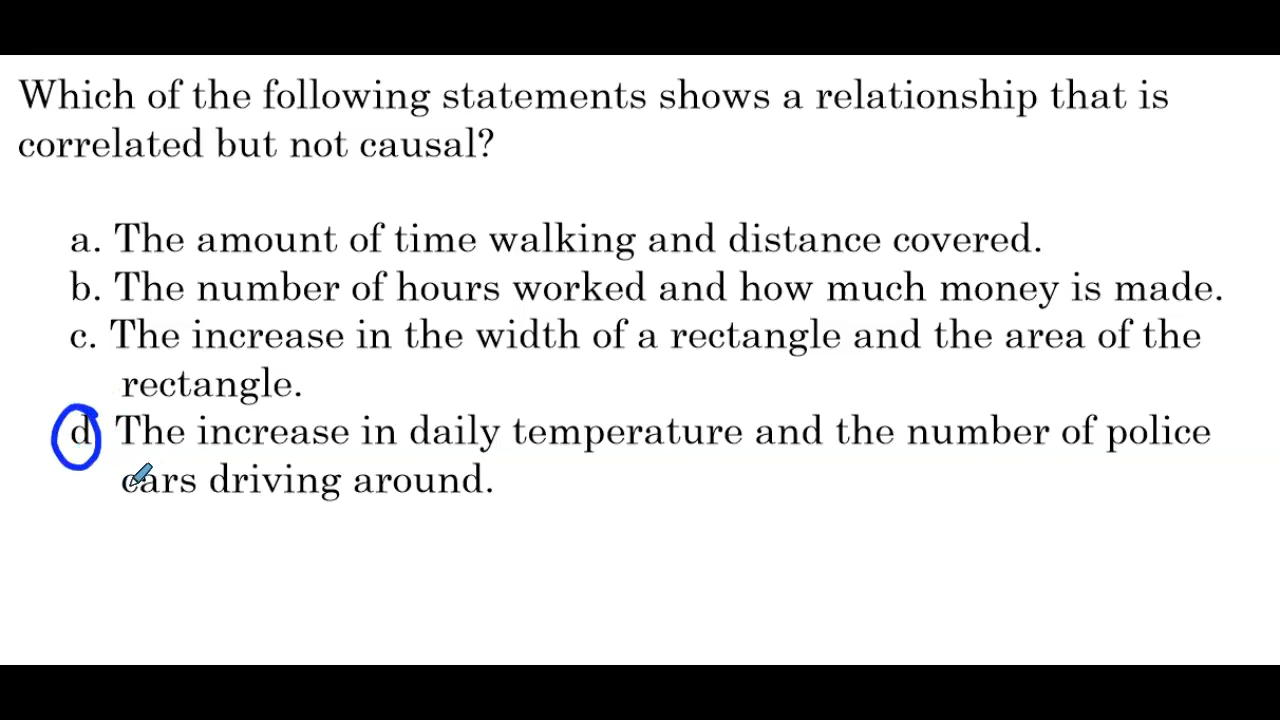 Which of the following statements shows a relationship that is
correlated but not causal?
a. The amount of time walking and distance covered.
b. The number of hours worked and how much money is made.
c. The increase in the width of a rectangle and the area of the
rectangle.
d. The increase in daily temperature and the number of police
cars driving around.